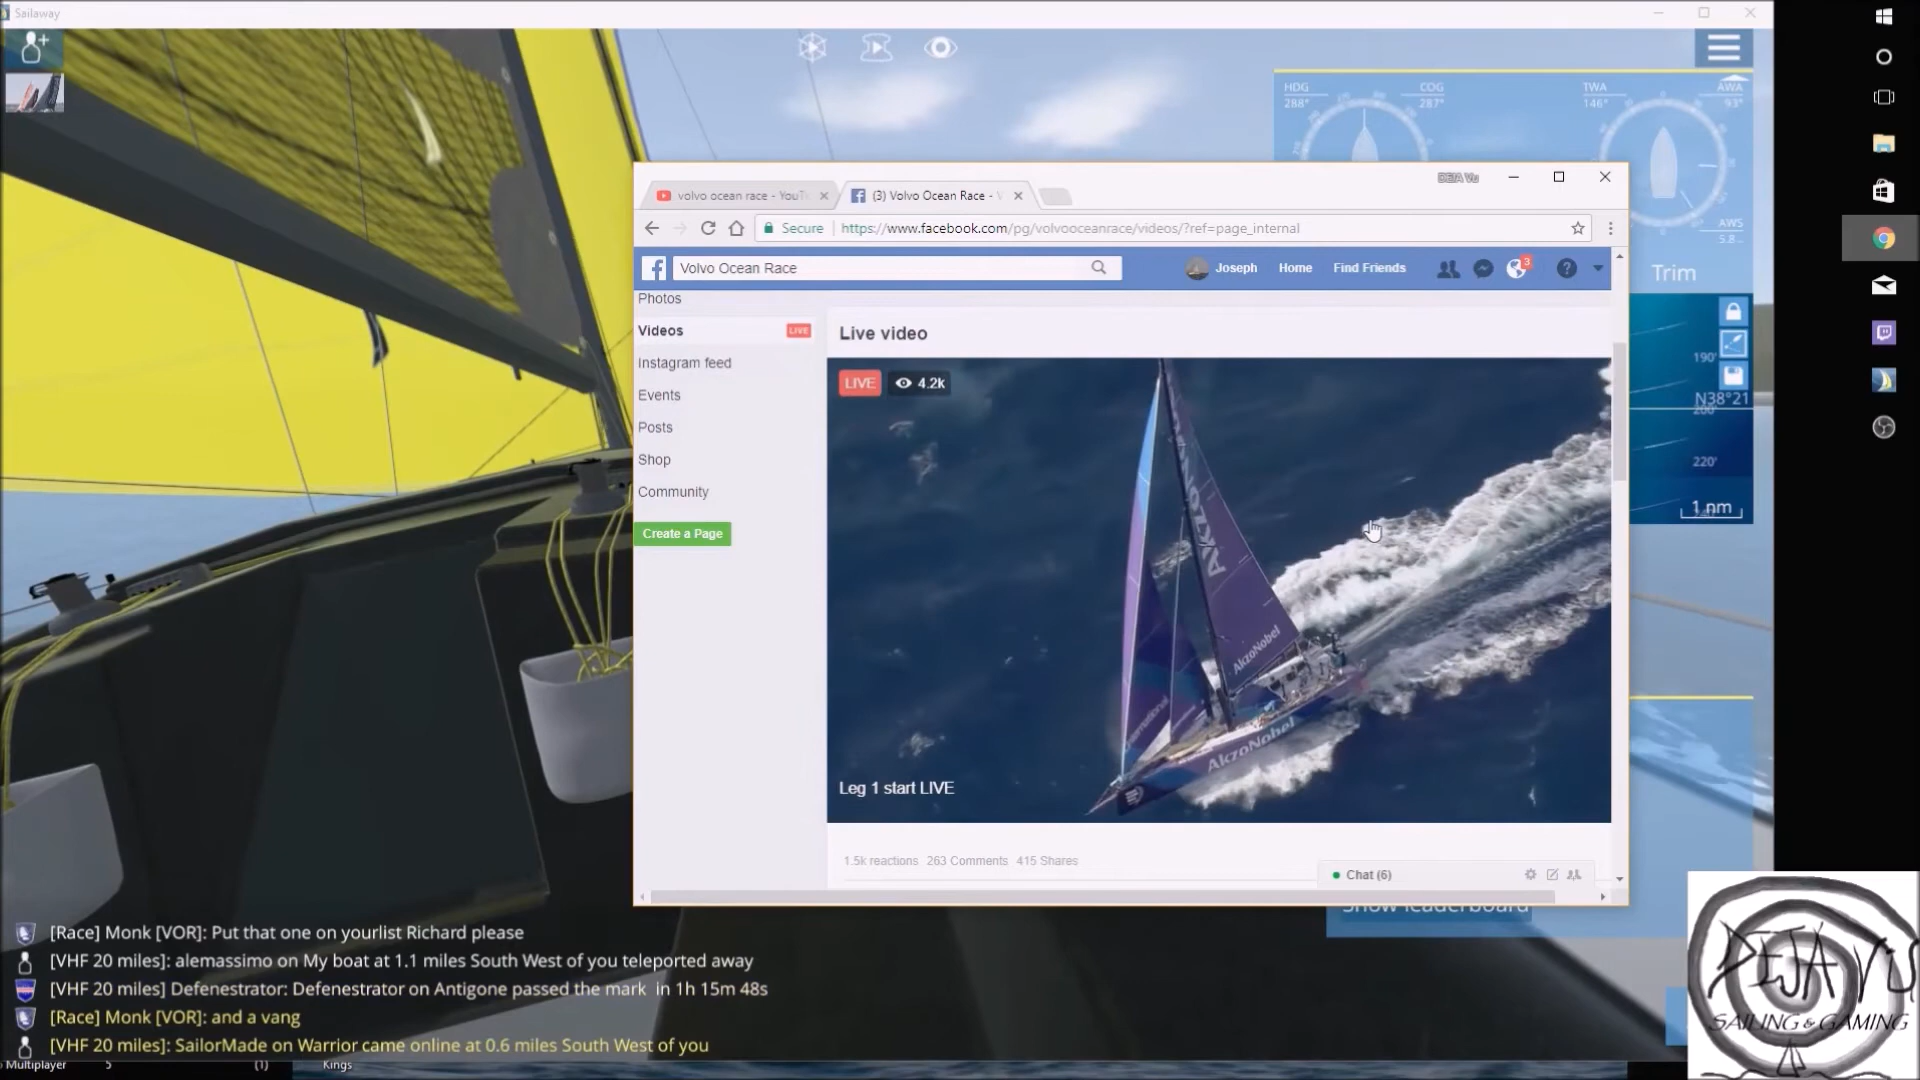 Sailaway
HDG
288°
COG
287°
TWA
146°
AWA
93°
AWS
5.8...
Trim
DEJA Vu
volvo ocean race - YouTu
(3) Volvo Ocean Race - V
Secure https://www.facebook.com/pg/volvooceanrace/videos/?ref=page_internal
Volvo Ocean Race
Joseph Home Find Friends 3
Photos
Videos LIVE
Instagram feed
Events
Posts
Shop
Community
Create a Page
Live video
LIVE 4.2k
AkzoNobel
AkzoNobel
Leg 1 start LIVE
1.5k reactions 263 Comments 415 Shares
Chat (6)
190°
N38°21
200°
220°
1 nm
Show leaderboard
[Race] Monk [VOR]: Put that one on yourlist Richard please
[VHF 20 miles]: alemassimo on My boat at 1.1 miles South West of you teleported away
[VHF 20 miles] Defenestrator: Defenestrator on Antigone passed the mark in 1h 15m 48s
[Race] Monk [VOR]: and a vang
[VHF 20 miles]: SailorMade on Warrior came online at 0.6 miles South West of you
Multiplayer 5 (1) Kings
DEJA VU
SAILING & GAMING